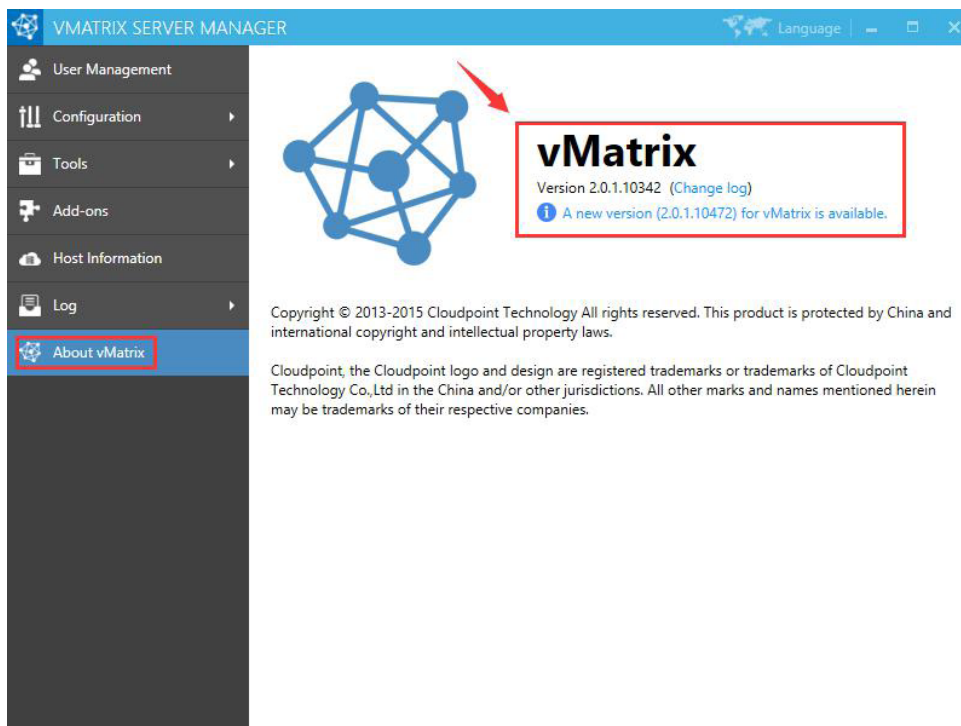 VMATRIX SERVER MANAGER
Language
User Management
Configuration
Tools
Add-ons
Host Information
Log
About vMatrix
vMatrix
Version 2.0.1.10342 (Change log)
A new version (2.0.1.10472) for vMatrix is available.
Copyright © 2013-2015 Cloudpoint Technology All rights reserved. This product is protected by China and
international copyright and intellectual property laws.
Cloudpoint, the Cloudpoint logo and design are registered trademarks or trademarks of Cloudpoint
Technology Co.,Ltd in the China and/or other jurisdictions. All other marks and names mentioned herein
may be trademarks of their respective companies.